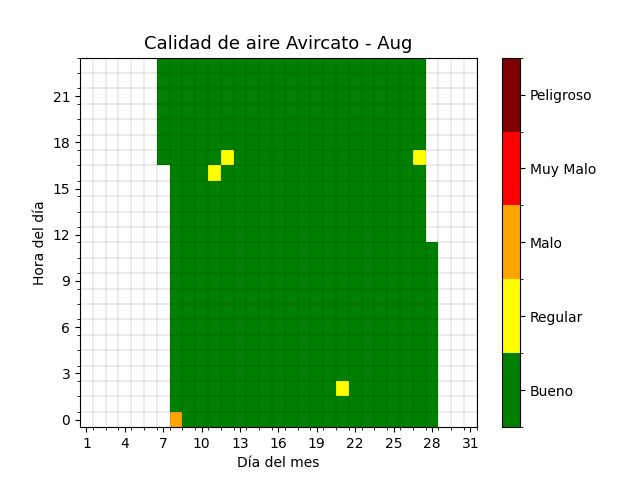 Calidad de aire Avircato - Aug
Hora del día
21
18
15
12
9
6
3
0
1 4 7 10 13 16 19 22 25 28 31
Día del mes
Peligroso
Muy Malo
Malo
Regular
Bueno